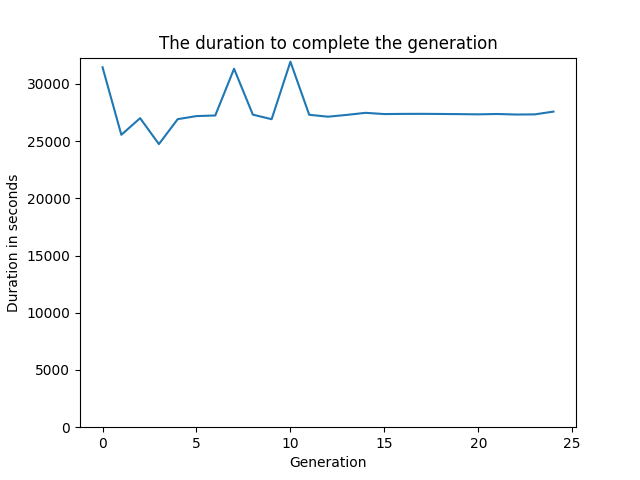 The duration to complete the generation
30000
25000
20000
15000
10000
5000
0
Duration in seconds
0 5 10 15 20 25
Generation